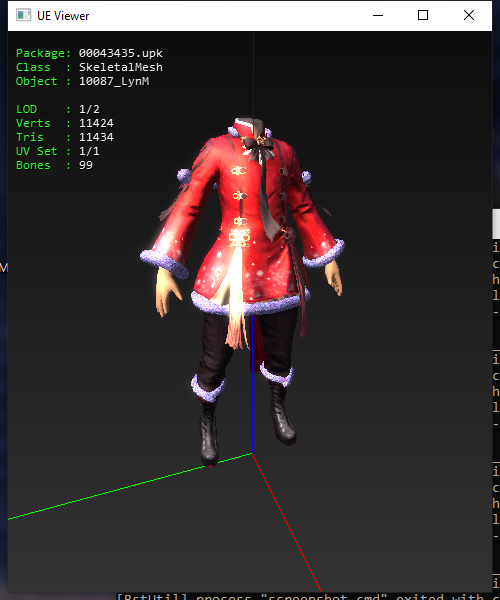 UE Viewer
Package: 00043435.upk
Class  : SkeletalMesh
Object : 10087_LynM
LOD    : 1/2
Verts  : 11424
Tris   : 11434
UV Set : 1/1
Bones  : 99
M
i
c
h
l
-
i
c
h
l
-
i
c
h
l
-
i
[BstUtil] process "screenshot.cmd" exited with c